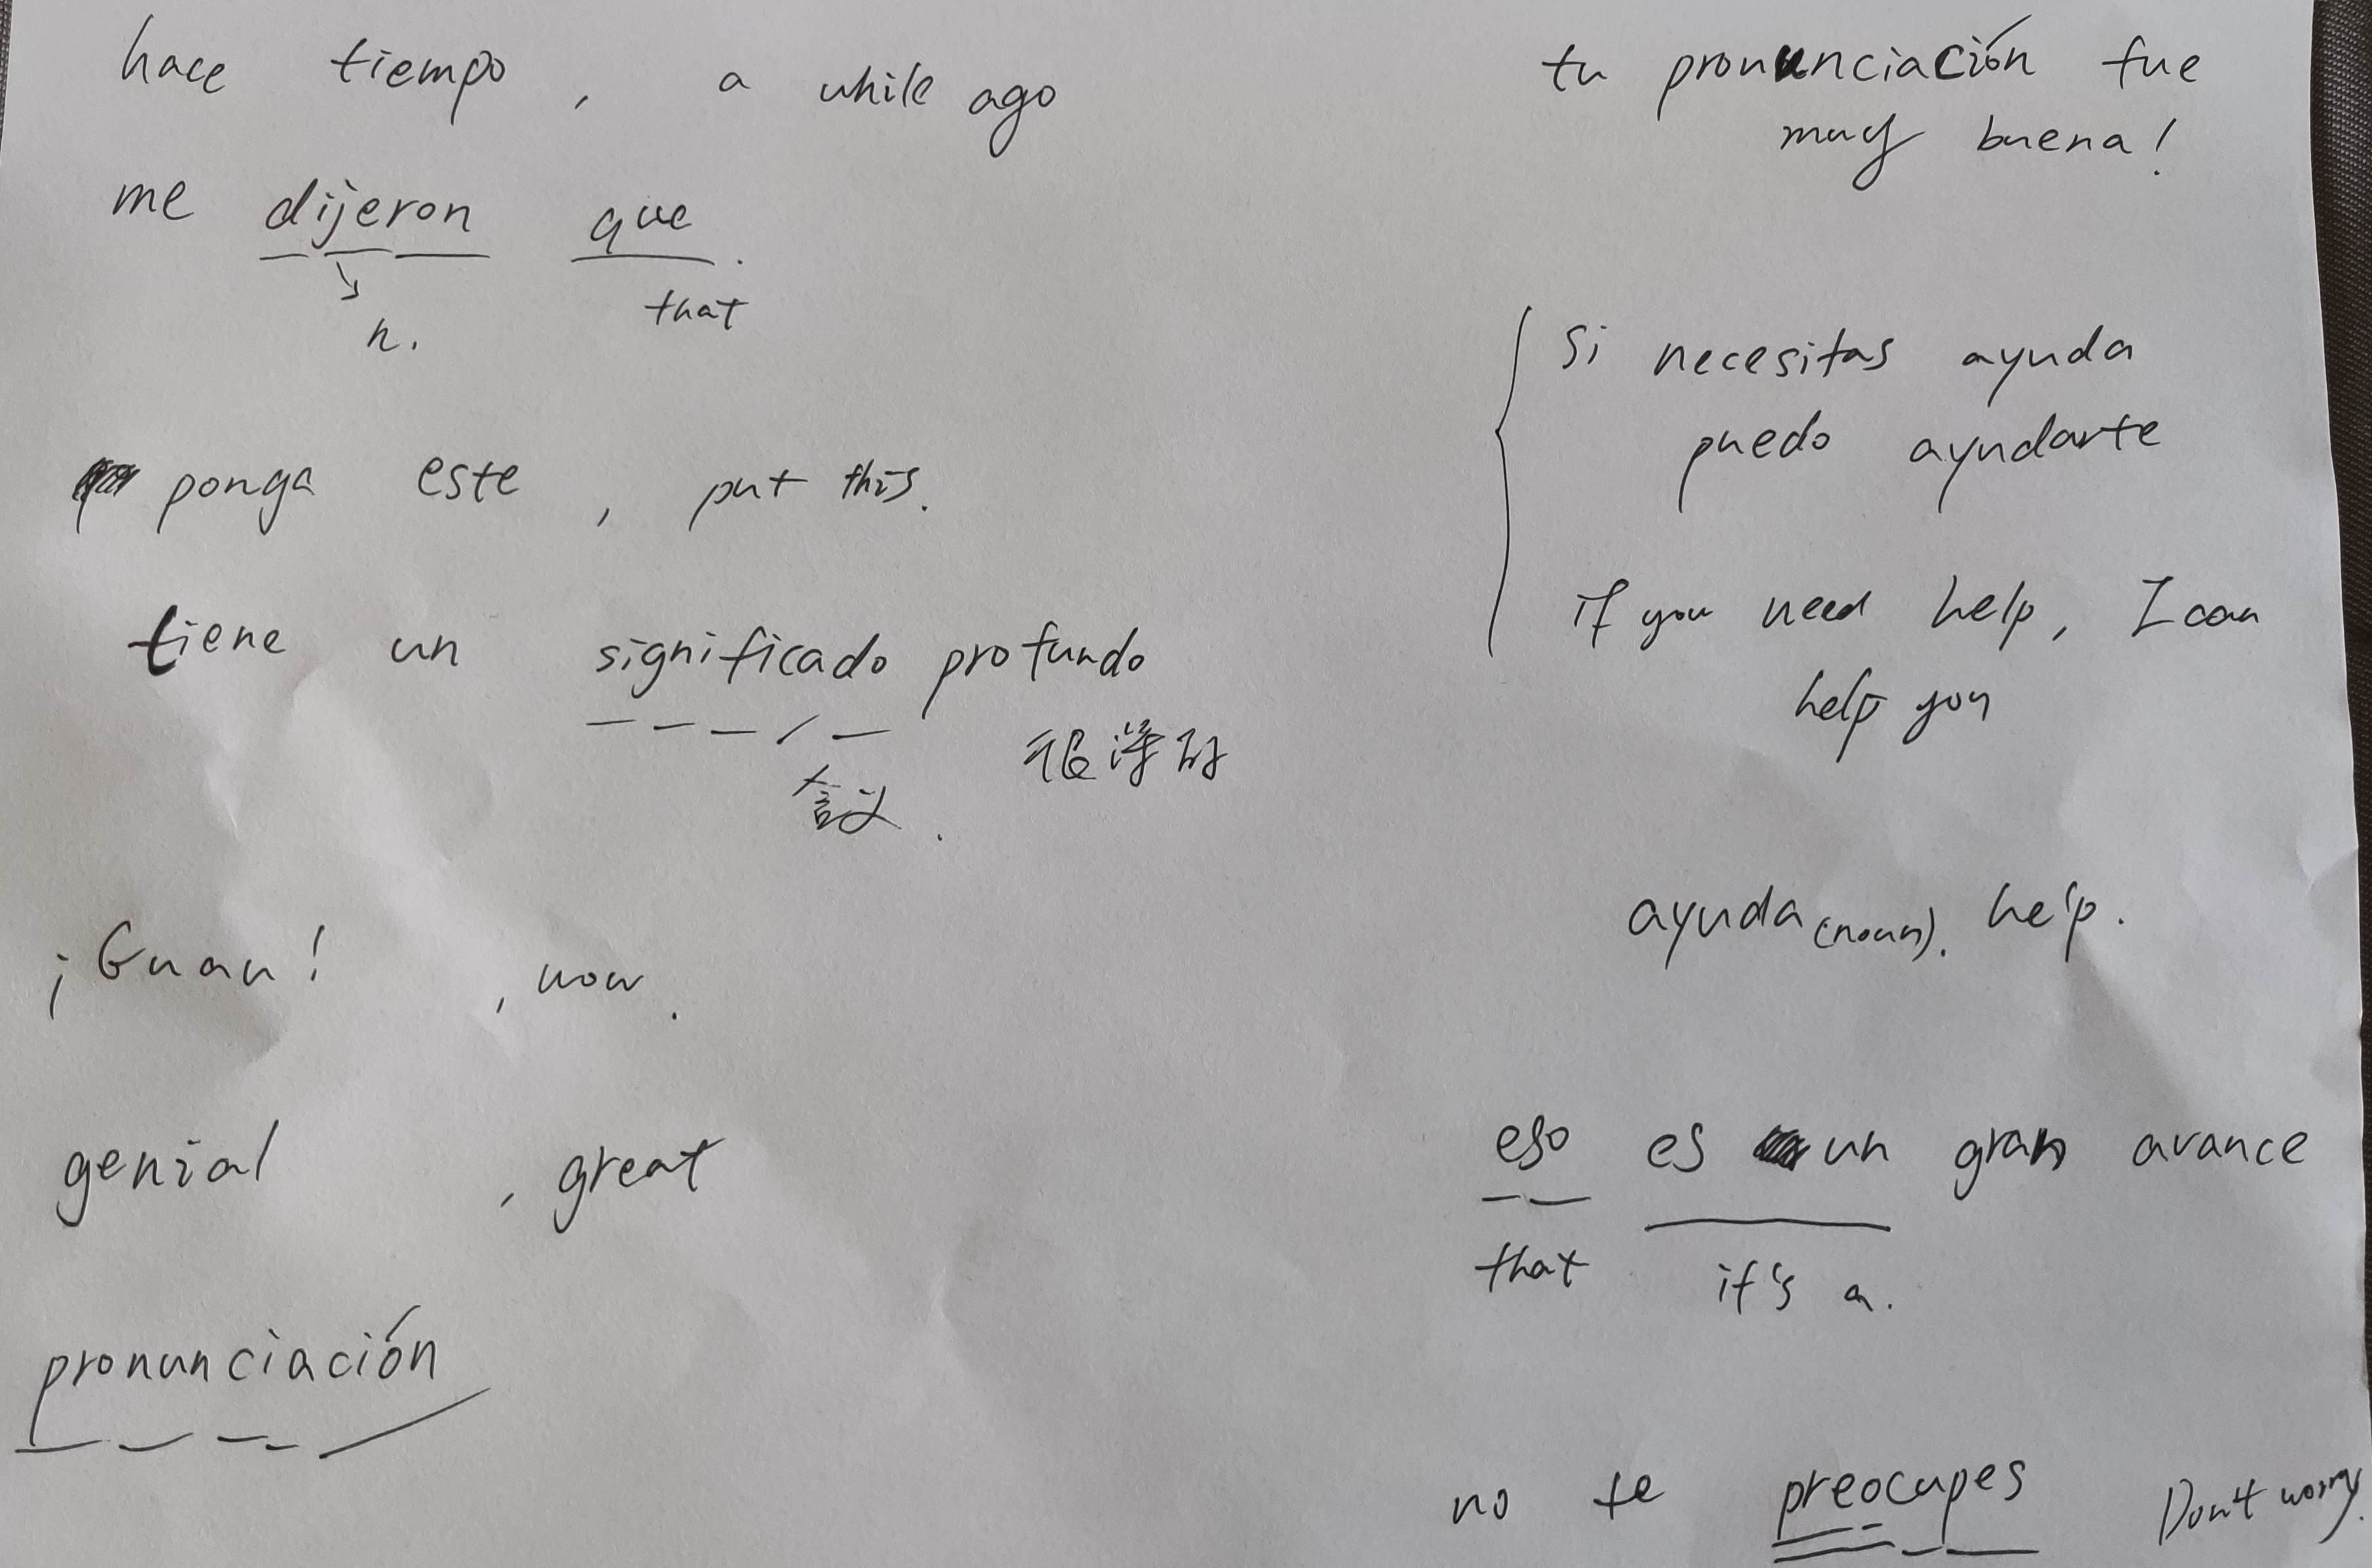 hace tiempo, a while ago
me dijeron que.
h. that
ponga este, put this.
tiene un significado profundo
含义. 很深的
¡Guau!, wow.
genial, great
pronunciación
tu pronunciación fue
muy buena!
si necesitas ayuda
puedo ayudarte
if you need help, I can
help you
ayuda (noun). help.
eso es un gran avance
that it's a.
no te preocupes Don't worry.